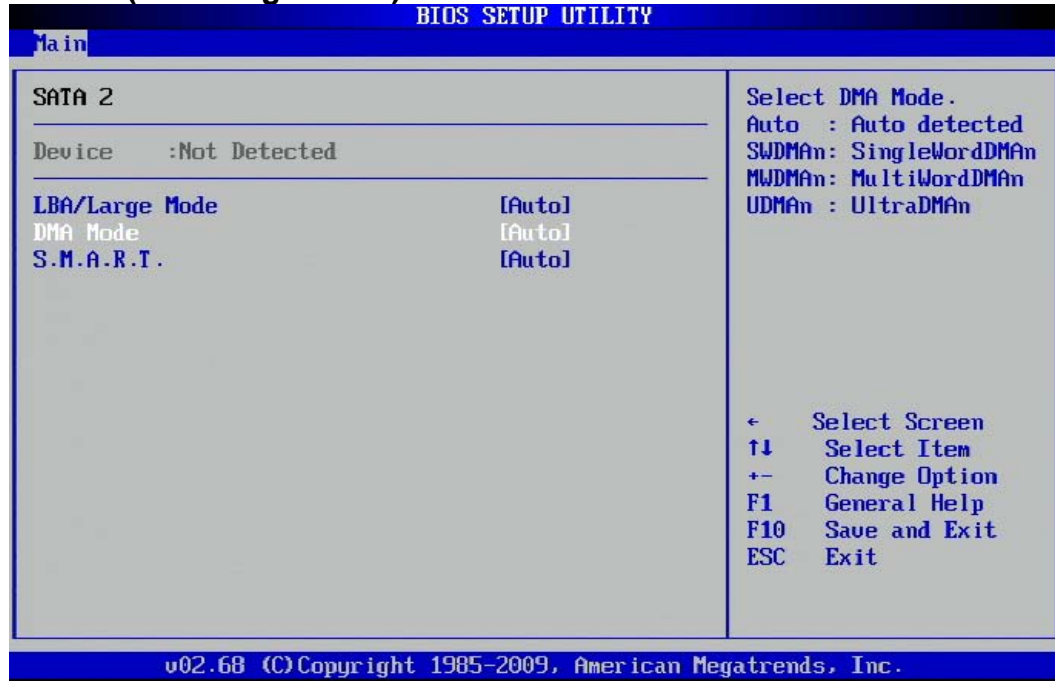 BIOS SETUP UTILITY
Main
SATA 2
Device :Not Detected
LBA/Large Mode [Auto]
DMA Mode [Auto]
S.M.A.R.T. [Auto]
Select DMA Mode.
Auto : Auto detected
SWDMAn: SingleWordDMAn
MWDMAn: MultiWordDMAn
UDMAn : UltraDMAn
← Select Screen
↑↓ Select Item
+- Change Option
F1 General Help
F10 Save and Exit
ESC Exit
v02.68 (C)Copyright 1985-2009, American Megatrends, Inc.